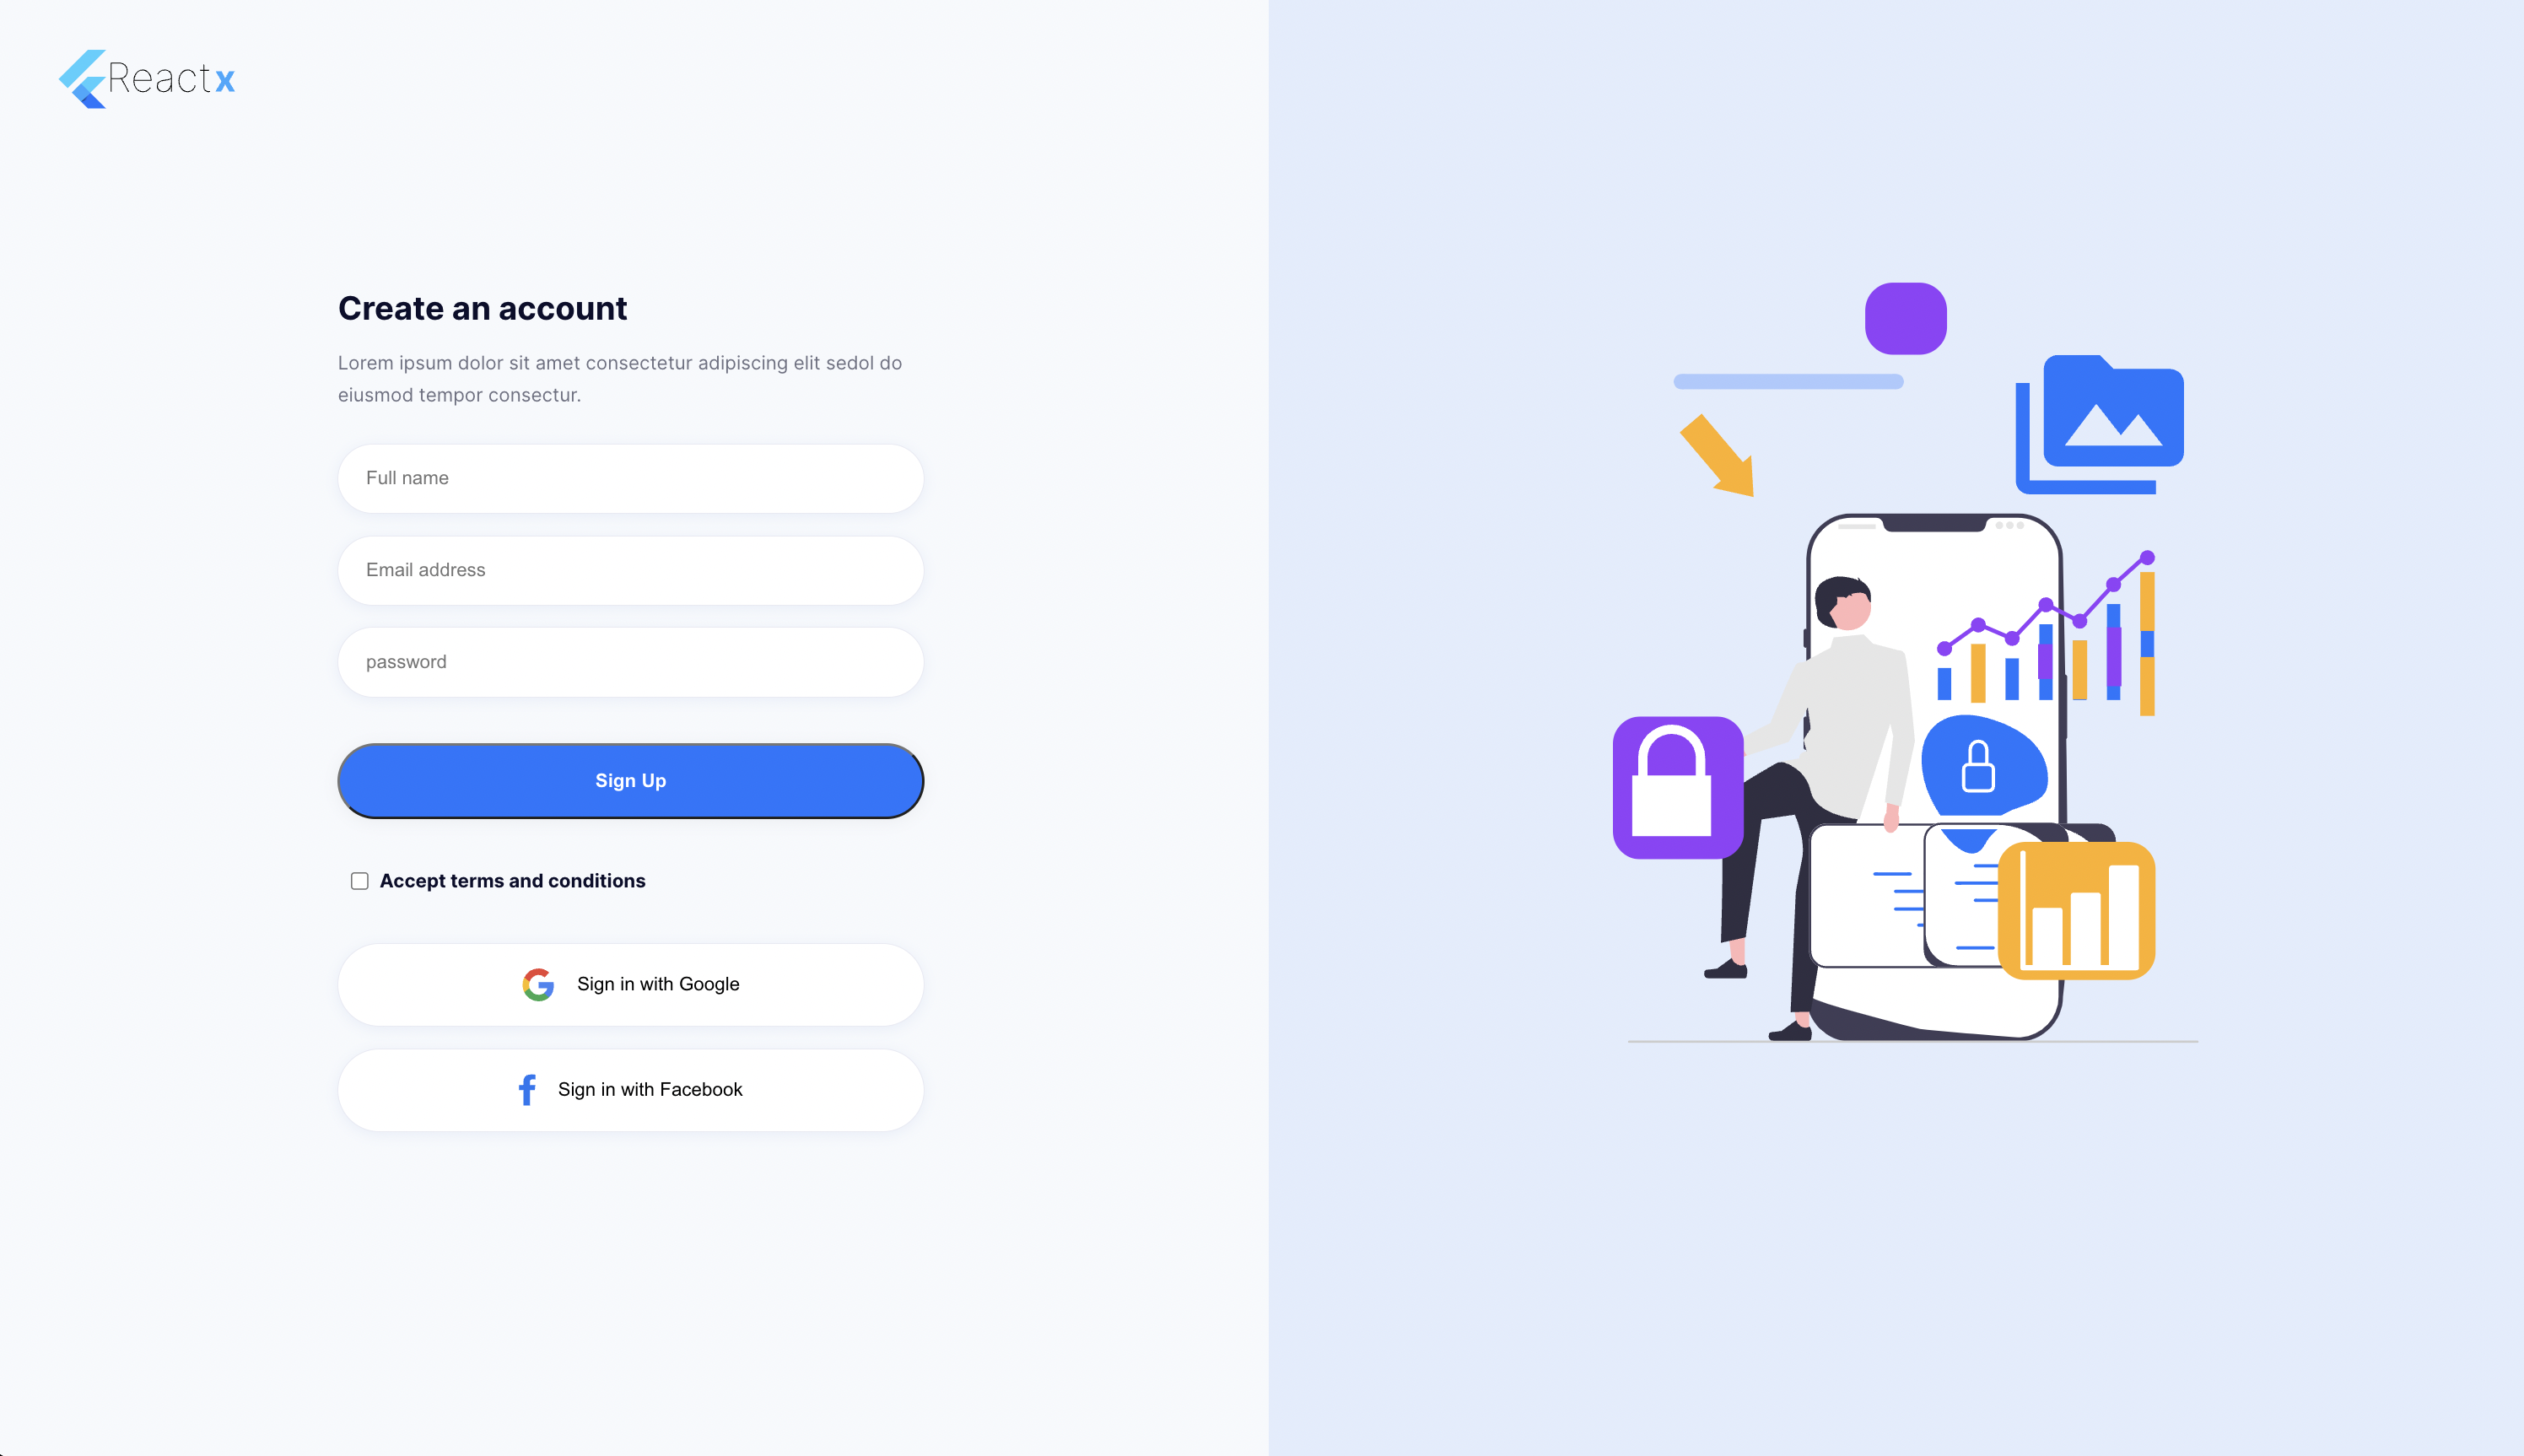 Reactx
Create an account
Lorem ipsum dolor sit amet consectetur adipiscing elit sedol do
eiusmod tempor consectur.
Full name
Email address
password
Sign Up
Accept terms and conditions
Sign in with Google
Sign in with Facebook